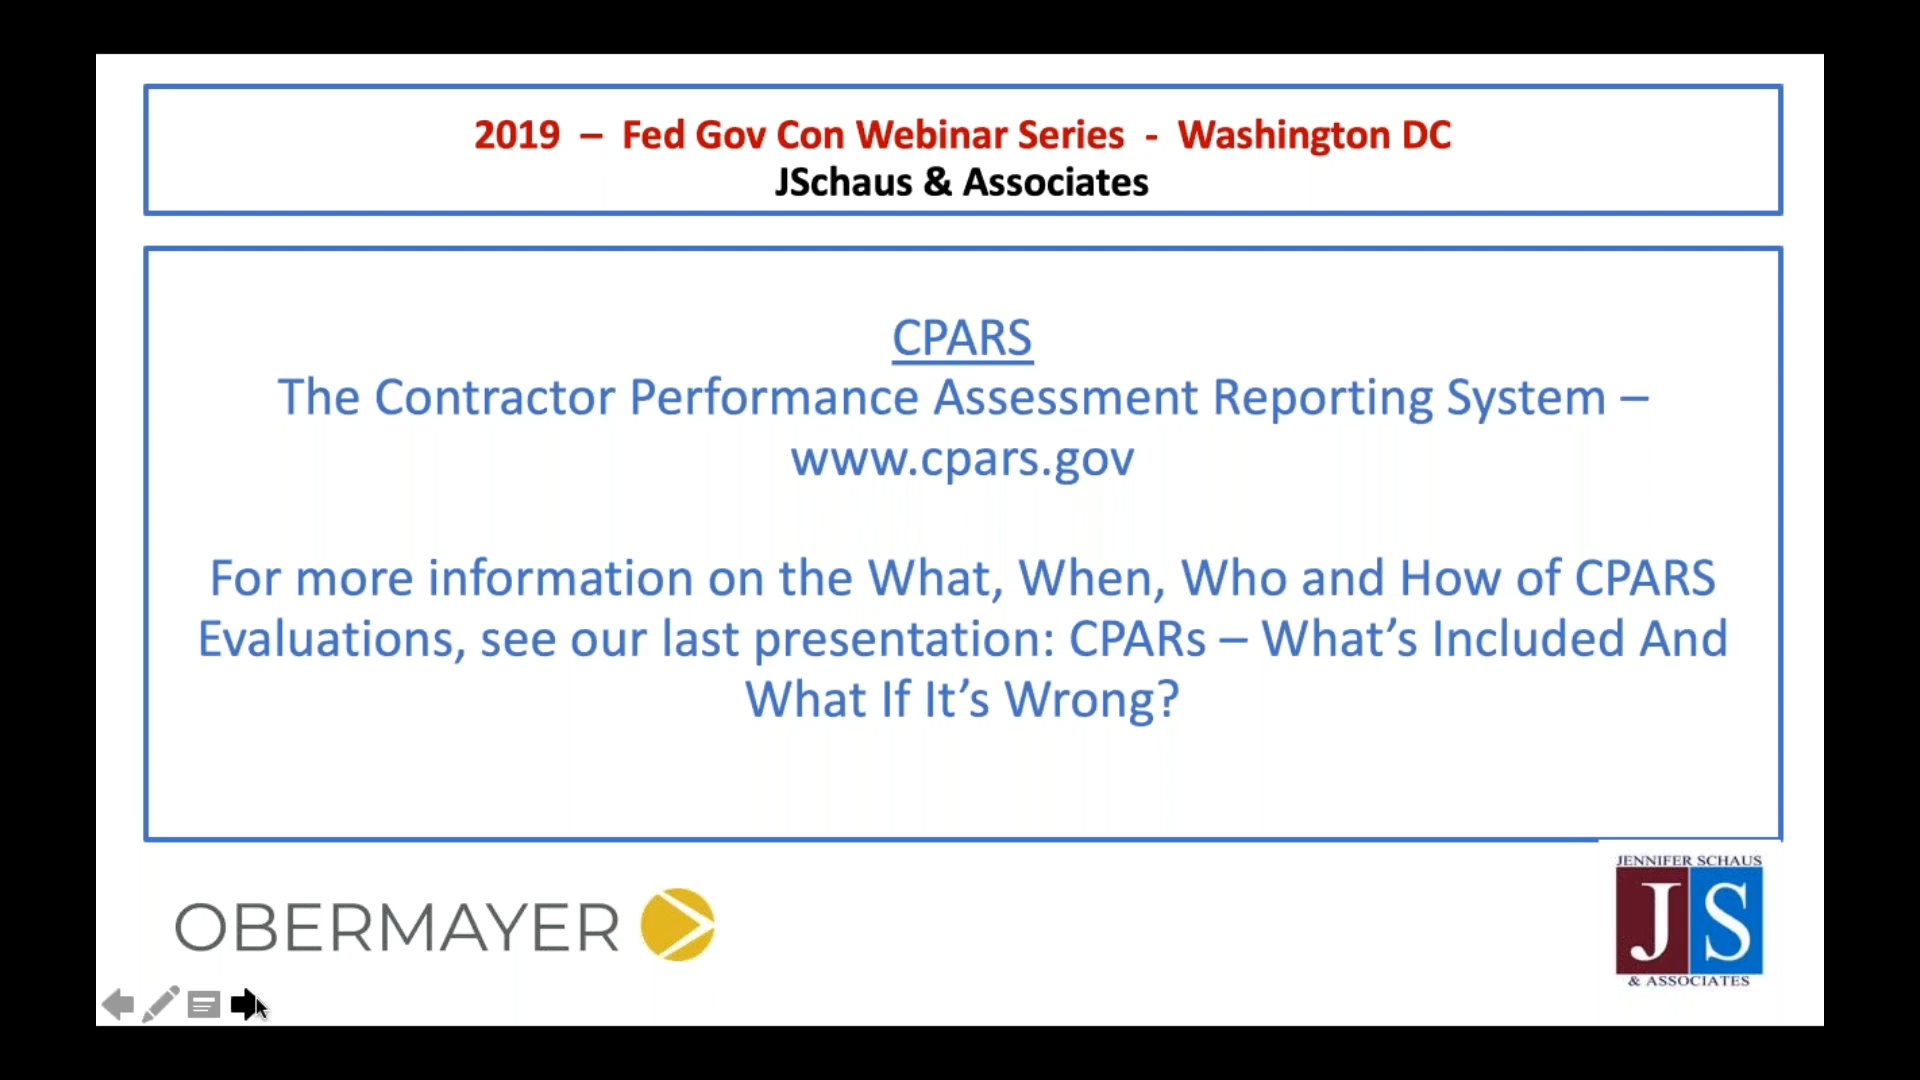 2019 – Fed Gov Con Webinar Series - Washington DC
JSchaus & Associates
CPARS
The Contractor Performance Assessment Reporting System –
www.cpars.gov
For more information on the What, When, Who and How of CPARS
Evaluations, see our last presentation: CPARs – What’s Included And
What If It’s Wrong?
OBERMAYER
JENNIFER SCHAUS
JS
& ASSOCIATES